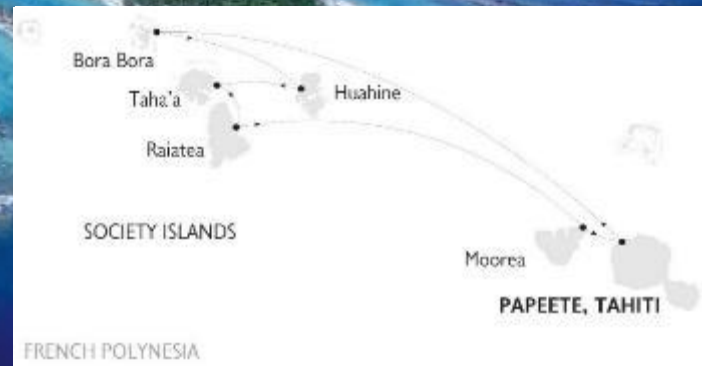 Bora Bora
Taha'a
Huahine
Raiatea
SOCIETY ISLANDS
Moorea
PAPEETE, TAHITI
FRENCH POLYNESIA